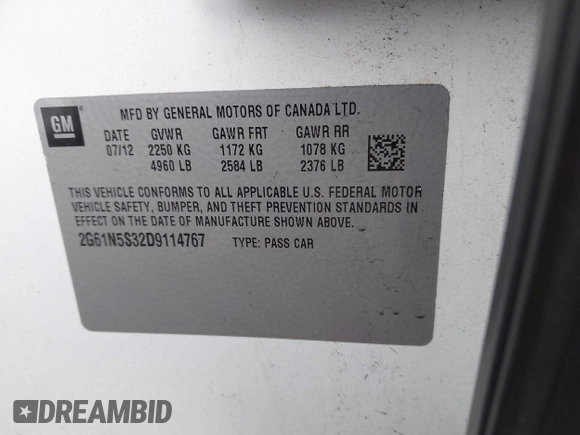 GM
MFD BY GENERAL MOTORS OF CANADA LTD.
DATE GVWR GAWR FRT GAWR RR
07/12 2250 KG 1172 KG 1078 KG
4960 LB 2584 LB 2376 LB
THIS VEHICLE CONFORMS TO ALL APPLICABLE U.S. FEDERAL MOTOR
VEHICLE SAFETY, BUMPER, AND THEFT PREVENTION STANDARDS IN
EFFECT ON THE DATE OF MANUFACTURE SHOWN ABOVE.
2G61N5S32D9114767 TYPE: PASS CAR
DREAMBID